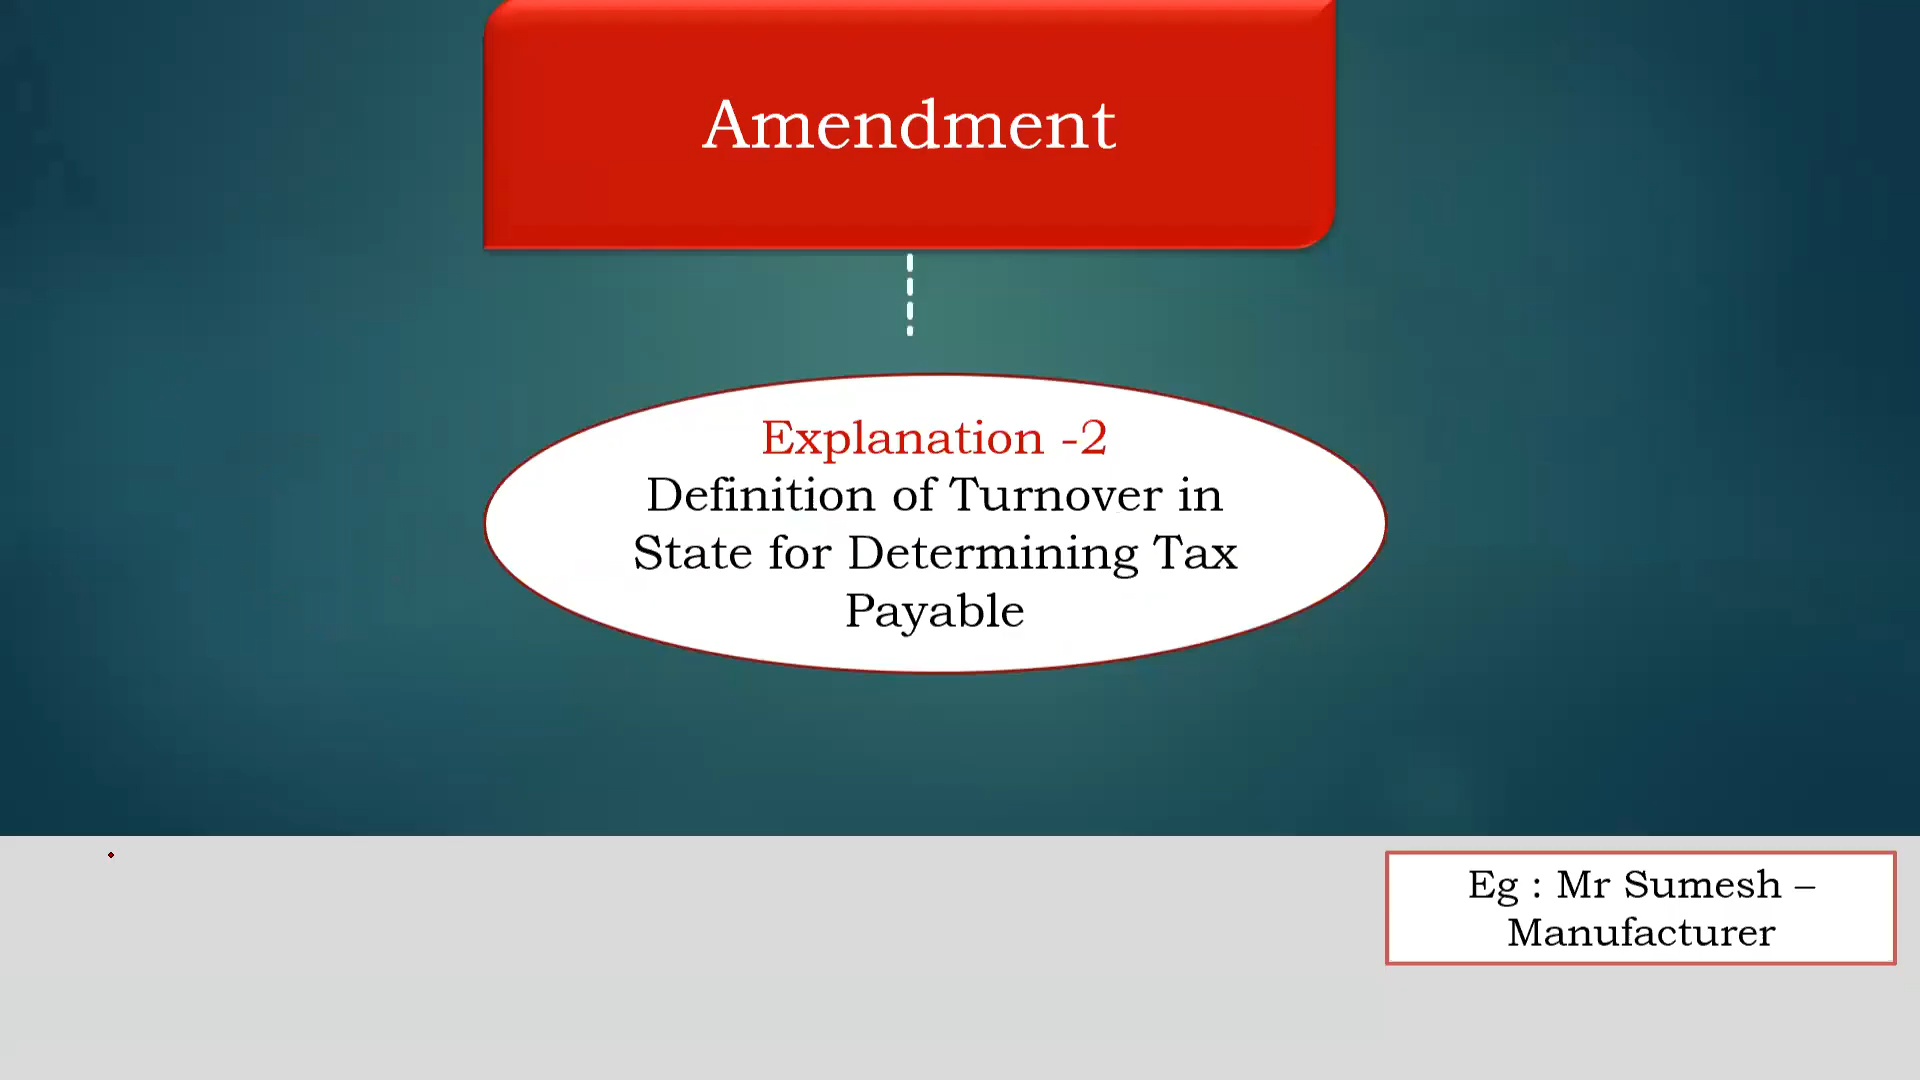 Amendment
Explanation -2
Definition of Turnover in
State for Determining Tax
Payable
Eg : Mr Sumesh –
Manufacturer